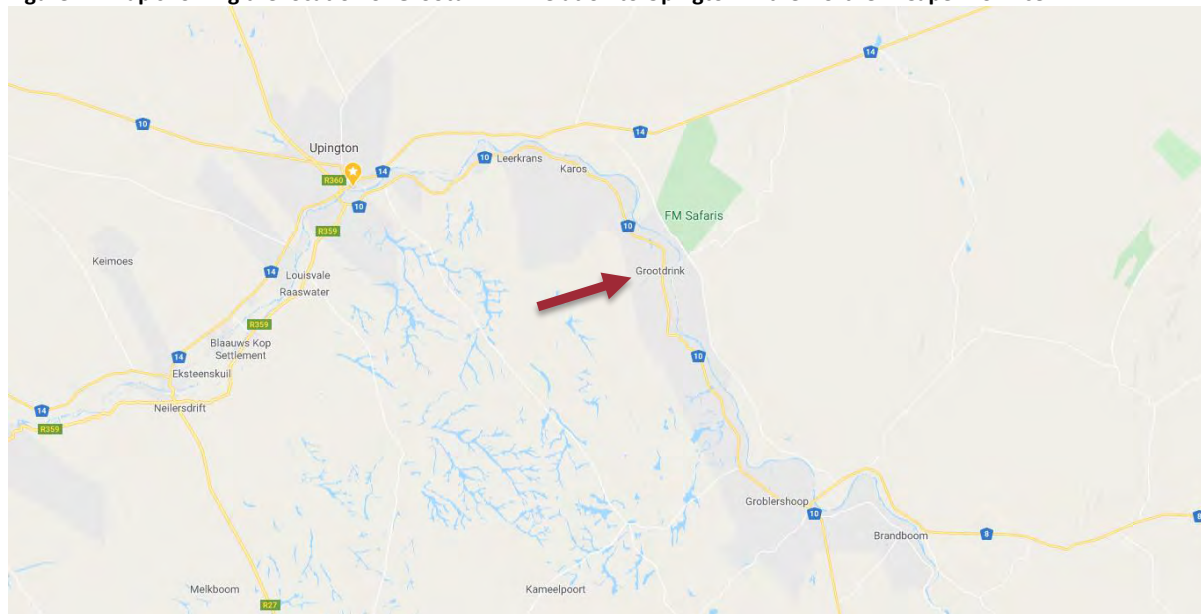 14
10
Upington
14
10
Leerkrans
14
R360
Karos
10
FM Safaris
10
R359
Keimoes
14
Louisvale
Raaswater
Grootdrink
R359
Blaauws Kop
Settlement
14
10
Eksteenskuil
Neilersdrift
14
R359
Groblershoop
10
8
8
Brandboom
Melkboom
Kameelpoort
R27